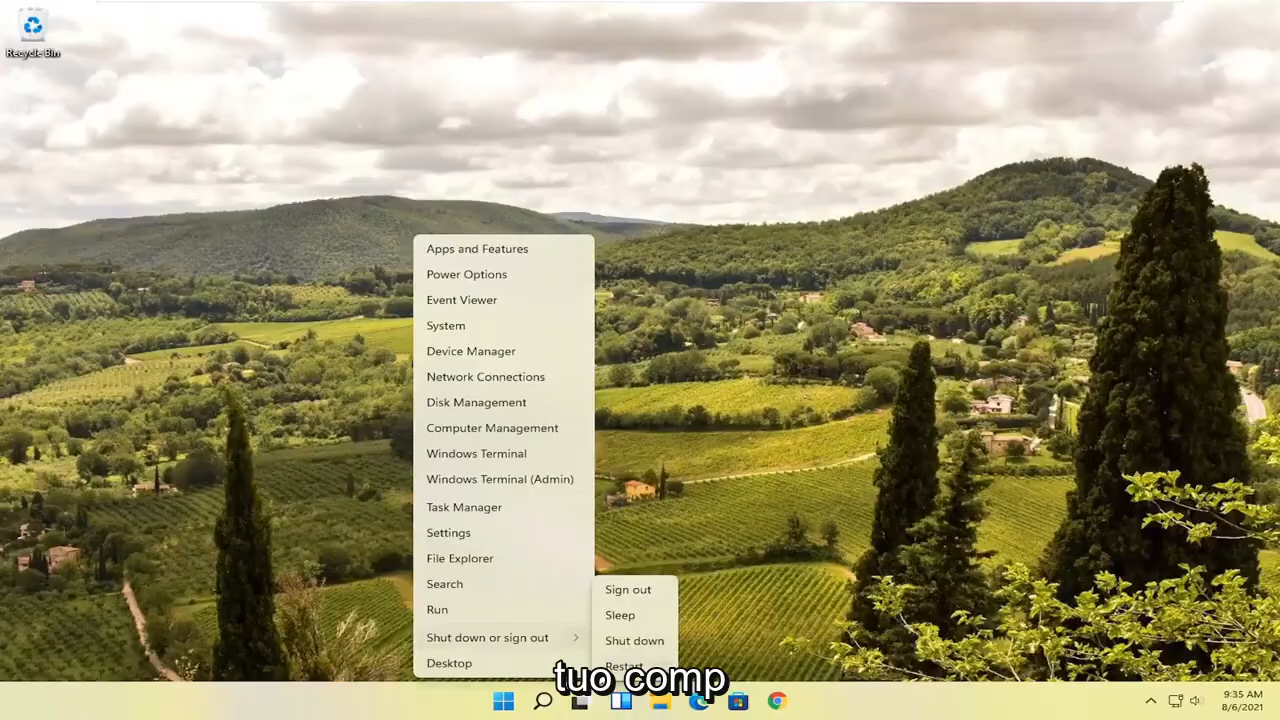 Recycle Bin
Apps and Features
Power Options
Event Viewer
System
Device Manager
Network Connections
Disk Management
Computer Management
Windows Terminal
Windows Terminal (Admin)
Task Manager
Settings
File Explorer
Search
Run
Shut down or sign out
Desktop
Sign out
Sleep
Shut down
Restart
tuo comp
9:35 AM
8/6/2021